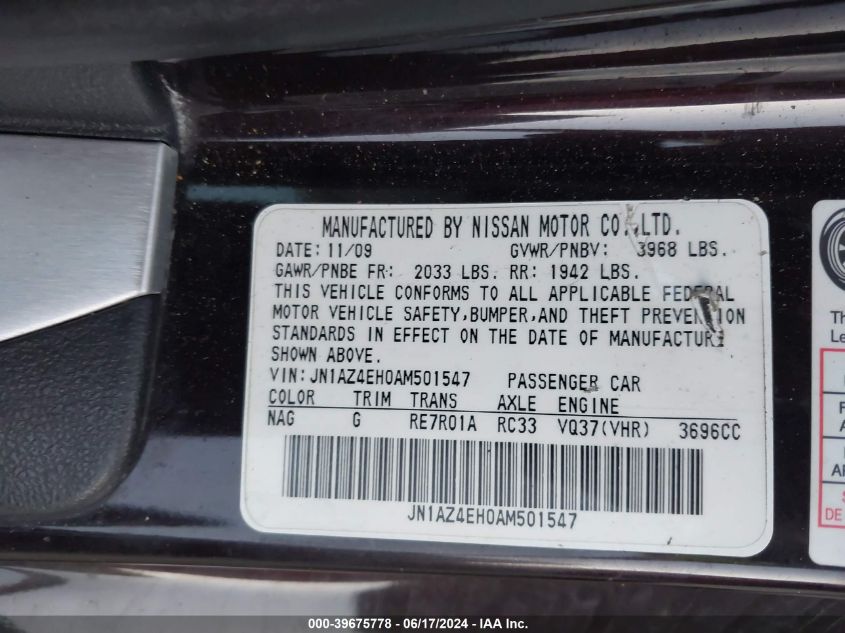 MANUFACTURED BY NISSAN MOTOR CO.,LTD.
DATE: 11/09 GVWR/PNBV: 3968 LBS.
GAWR/PNBE FR: 2033 LBS. RR: 1942 LBS.
THIS VEHICLE CONFORMS TO ALL APPLICABLE FEDERAL
MOTOR VEHICLE SAFETY,BUMPER,AND THEFT PREVENTION
STANDARDS IN EFFECT ON THE DATE OF MANUFACTURE
SHOWN ABOVE.
VIN:JN1AZ4EH0AM501547 PASSENGER CAR
COLOR TRIM TRANS AXLE ENGINE
NAG G RE7R01A RC33 VQ37(VHR) 3696CC
JN1AZ4EH0AM501547
DE
000-39675778 - 06/17/2024 - IAA Inc.